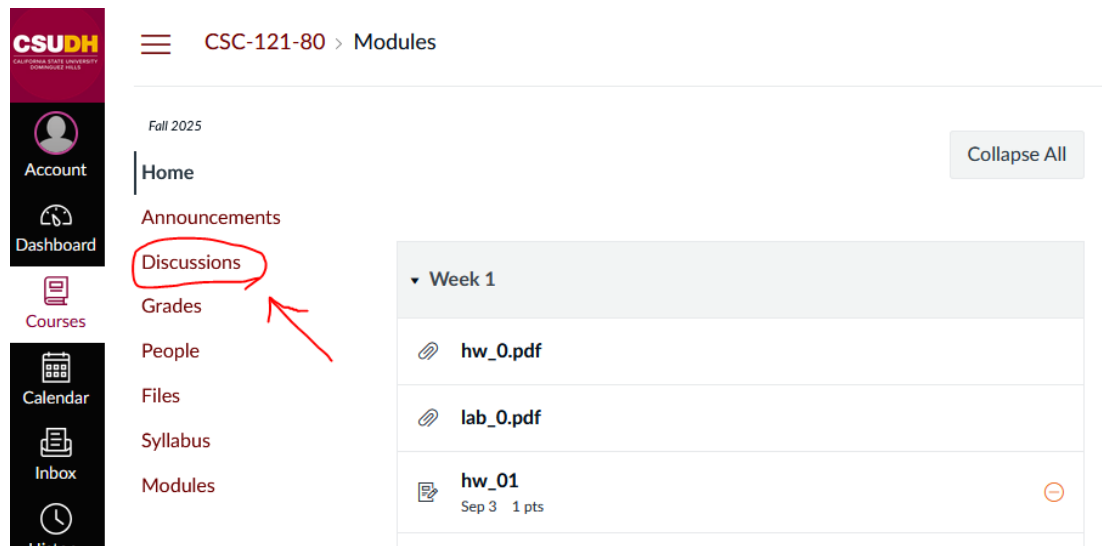 CSUDH
CALIFORNIA STATE UNIVERSITY
DOMINGUEZ HILLS
CSC-121-80 > Modules
Account
Dashboard
Courses
Calendar
Inbox
Fall 2025
Home
Announcements
Discussions
Grades
People
Files
Syllabus
Modules
Collapse All
Week 1
hw_0.pdf
lab_0.pdf
hw_01
Sep 3 1 pts